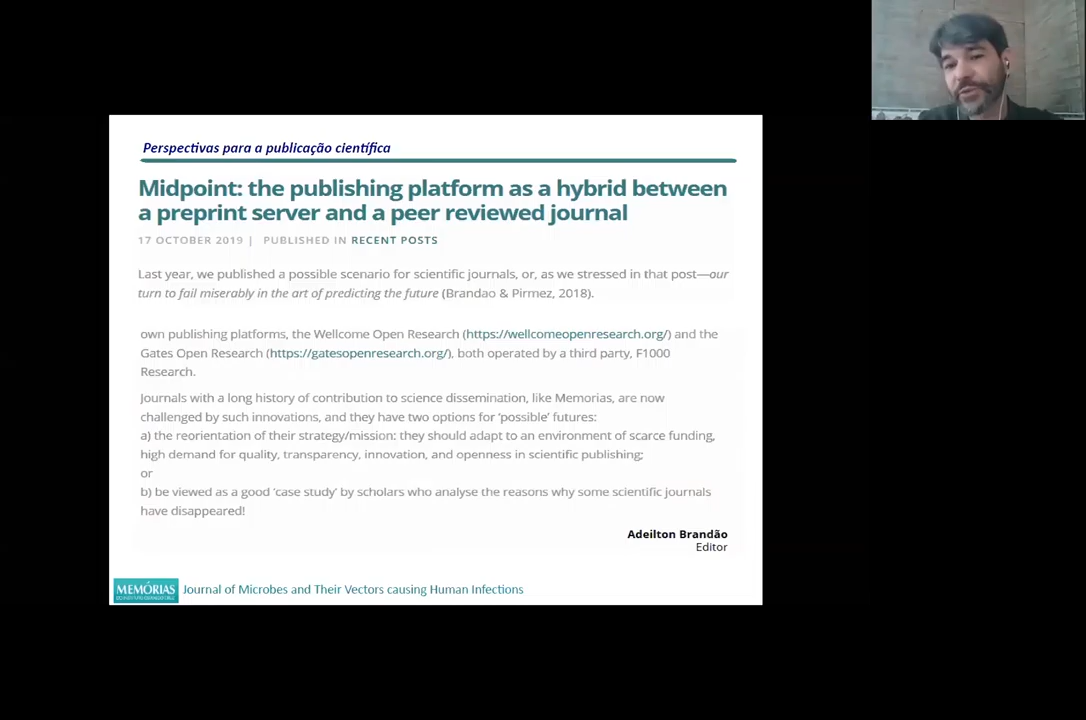 Perspectivas para a publicação científica
Midpoint: the publishing platform as a hybrid between
a preprint server and a peer reviewed journal
17 OCTOBER 2019 | PUBLISHED IN RECENT POSTS
Last year, we published a possible scenario for scientific journals, or, as we stressed in that post—our
turn to fail miserably in the art of predicting the future (Brandao & Pirmez, 2018).
own publishing platforms, the Wellcome Open Research (https://wellcomeopenresearch.org/) and the
Gates Open Research (https://gatesopenresearch.org/), both operated by a third party, F1000
Research.
Journals with a long history of contribution to science dissemination, like Memorias, are now
challenged by such innovations, and they have two options for ‘possible’ futures:
a) the reorientation of their strategy/mission: they should adapt to an environment of scarce funding,
high demand for quality, transparency, innovation, and openness in scientific publishing;
or
b) be viewed as a good ‘case study’ by scholars who analyse the reasons why some scientific journals
have disappeared!
Adeilton Brandão
Editor
MEMÓRIAS
Journal of Microbes and Their Vectors causing Human Infections